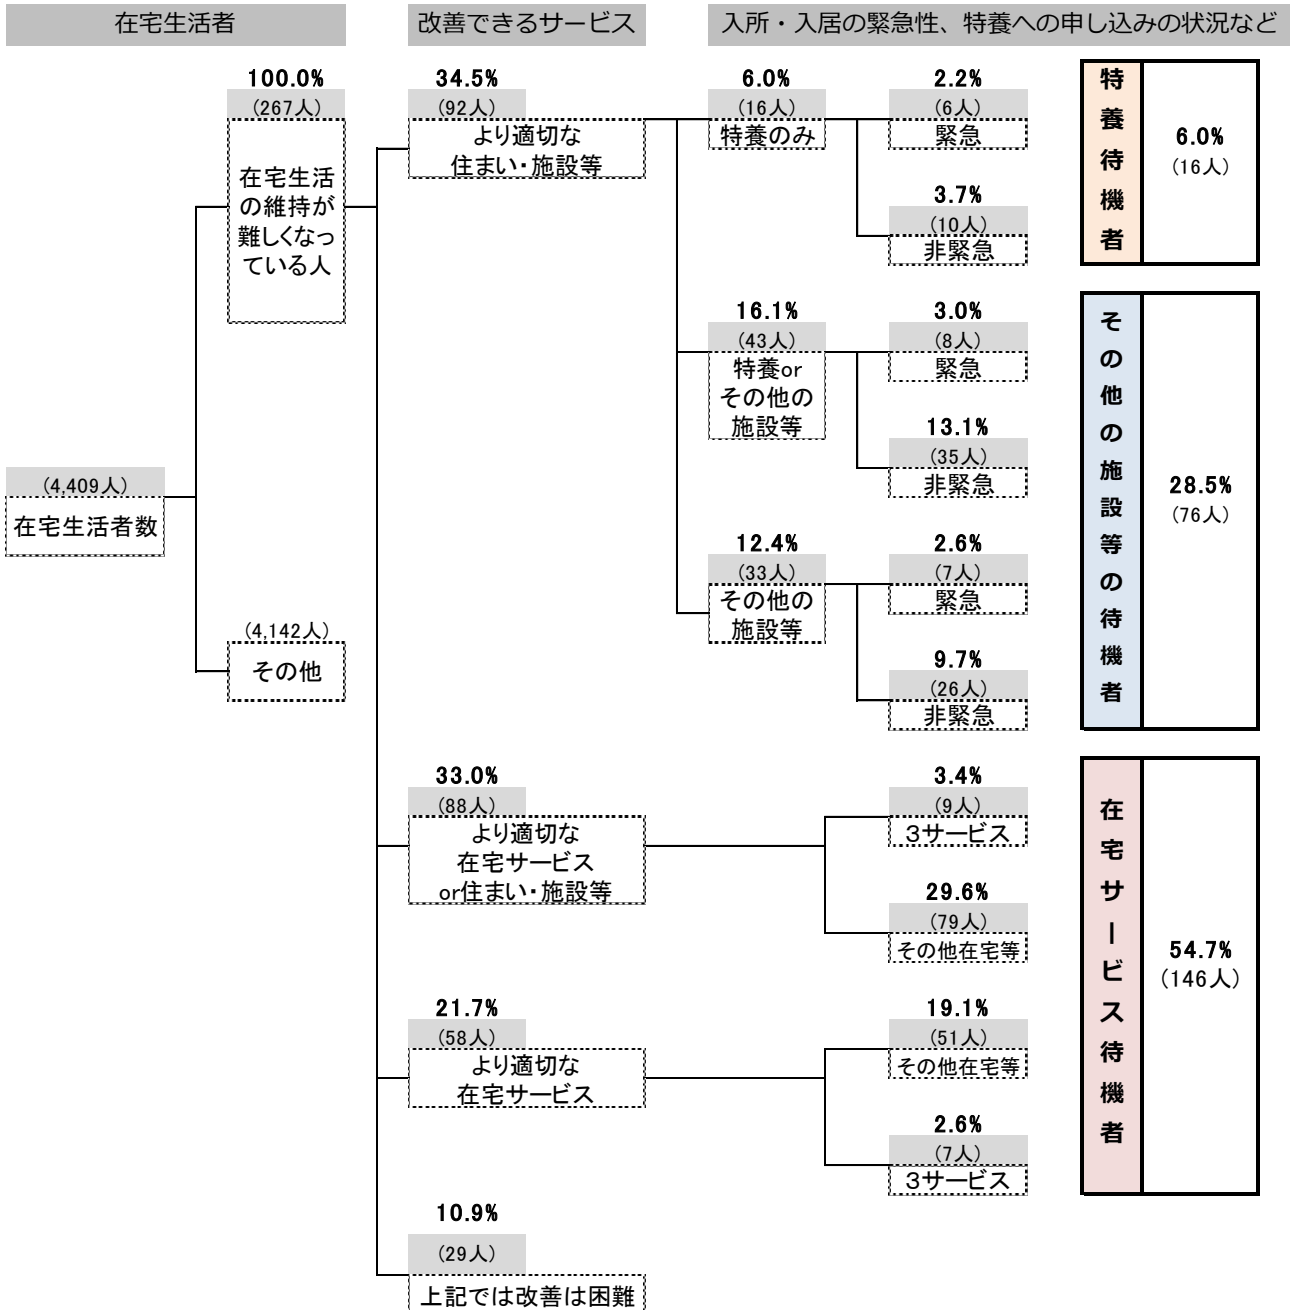 在宅生活者
改善できるサービス
入所・入居の緊急性、特養への申し込みの状況など
(4,409人)
在宅生活者数
100.0%
(267人)
在宅生活
の維持が
難しくなっ
ている人
(4,142人)
その他
34.5%
(92人)
より適切な
住まい・施設等
33.0%
(88人)
より適切な
在宅サービス
or住まい・施設等
21.7%
(58人)
より適切な
在宅サービス
10.9%
(29人)
上記では改善は困難
6.0%
(16人)
特養のみ
16.1%
(43人)
特養or
その他の
施設等
12.4%
(33人)
その他の
施設等
2.2%
(6人)
緊急
3.7%
(10人)
非緊急
3.0%
(8人)
緊急
13.1%
(35人)
非緊急
2.6%
(7人)
緊急
9.7%
(26人)
非緊急
3.4%
(9人)
3サービス
29.6%
(79人)
その他在宅等
19.1%
(51人)
その他在宅等
2.6%
(7人)
3サービス
特養待機者
6.0%
(16人)
その他の施設等の待機者
28.5%
(76人)
在宅サービス待機者
54.7%
(146人)